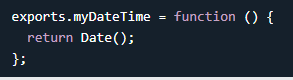 exports.myDateTime = function () {
  return Date();
};